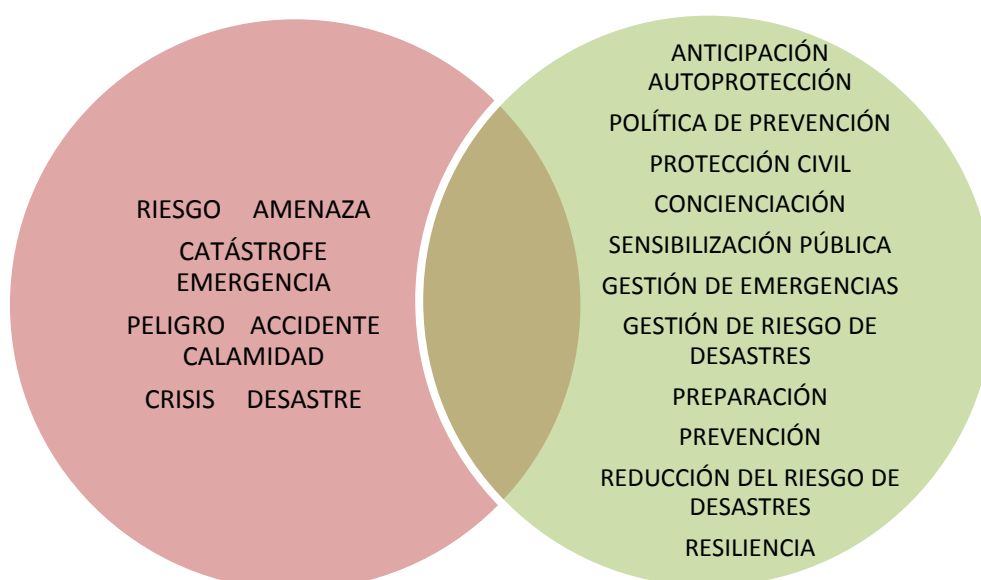 RIESGO AMENAZA
CATÁSTROFE
EMERGENCIA
PELIGRO ACCIDENTE
CALAMIDAD
CRISIS DESASTRE
ANTICIPACIÓN
AUTOPROTECCIÓN
POLÍTICA DE PREVENCIÓN
PROTECCIÓN CIVIL
CONCIENCIACIÓN
SENSIBILIZACIÓN PÚBLICA
GESTIÓN DE EMERGENCIAS
GESTIÓN DE RIESGO DE
DESASTRES
PREPARACIÓN
PREVENCIÓN
REDUCCIÓN DEL RIESGO DE
DESASTRES
RESILIENCIA